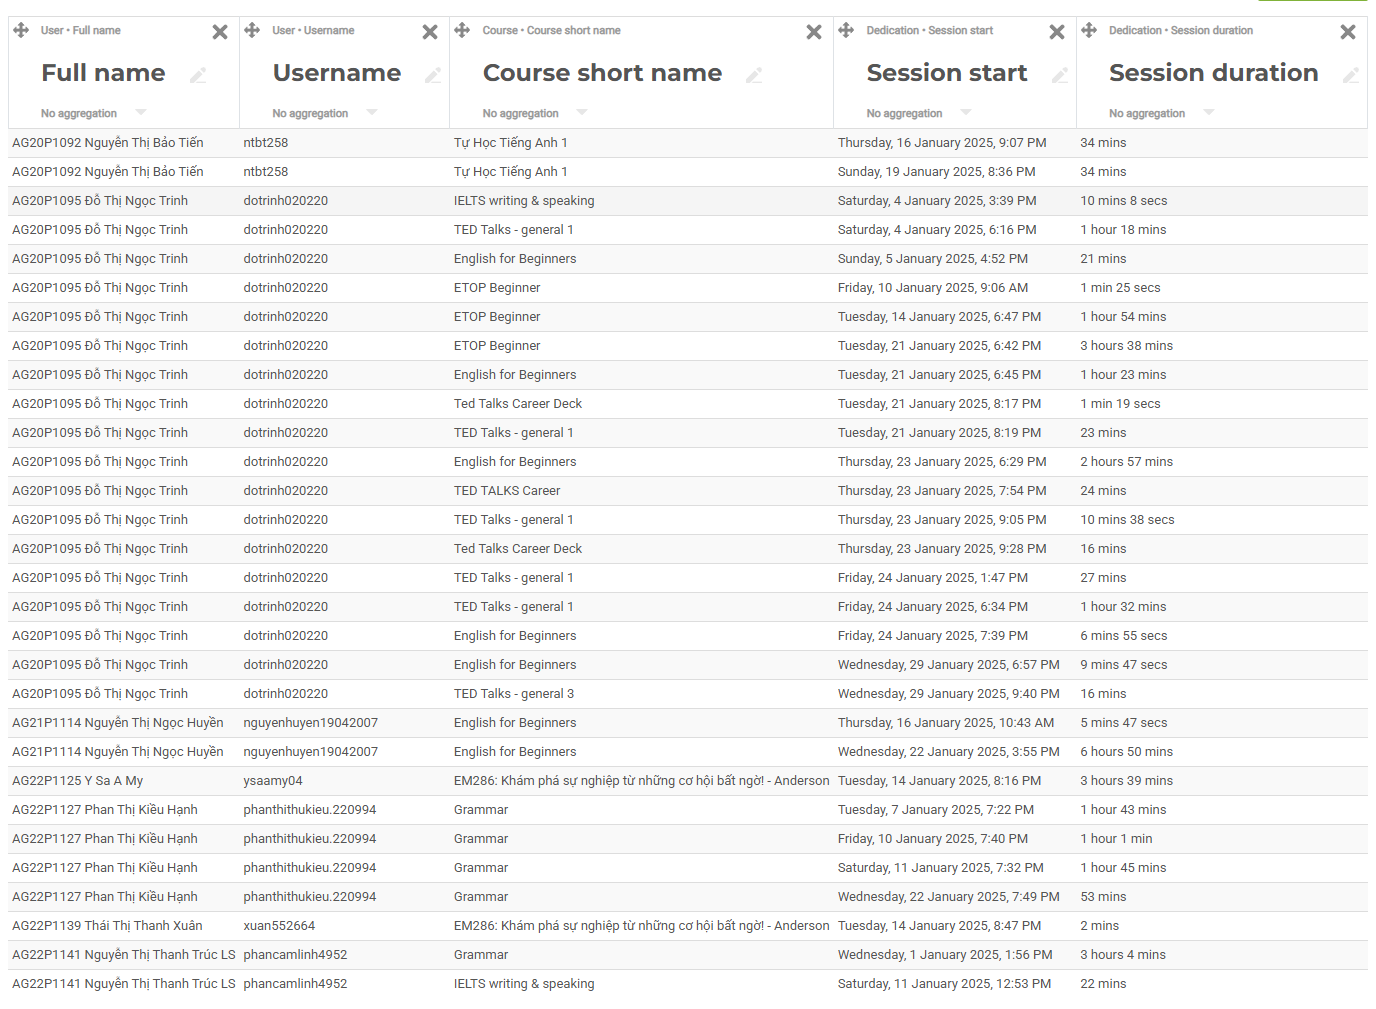 User • Full name User • Username Course • Course short name Dedication • Session start Dedication • Session duration
Full name Username Course short name Session start Session duration
No aggregation No aggregation No aggregation No aggregation No aggregation
AG20P1092 Nguyễn Thị Bảo Tiến ntbt258 Tự Học Tiếng Anh 1 Thursday, 16 January 2025, 9:07 PM 34 mins
AG20P1092 Nguyễn Thị Bảo Tiến ntbt258 Tự Học Tiếng Anh 1 Sunday, 19 January 2025, 8:36 PM 34 mins
AG20P1095 Đỗ Thị Ngọc Trinh dotrinh020220 IELTS writing & speaking Saturday, 4 January 2025, 3:39 PM 10 mins 8 secs
AG20P1095 Đỗ Thị Ngọc Trinh dotrinh020220 TED Talks - general 1 Saturday, 4 January 2025, 6:16 PM 1 hour 18 mins
AG20P1095 Đỗ Thị Ngọc Trinh dotrinh020220 English for Beginners Sunday, 5 January 2025, 4:52 PM 21 mins
AG20P1095 Đỗ Thị Ngọc Trinh dotrinh020220 ETOP Beginner Friday, 10 January 2025, 9:06 AM 1 min 25 secs
AG20P1095 Đỗ Thị Ngọc Trinh dotrinh020220 ETOP Beginner Tuesday, 14 January 2025, 6:47 PM 1 hour 54 mins
AG20P1095 Đỗ Thị Ngọc Trinh dotrinh020220 ETOP Beginner Tuesday, 21 January 2025, 6:42 PM 3 hours 38 mins
AG20P1095 Đỗ Thị Ngọc Trinh dotrinh020220 English for Beginners Tuesday, 21 January 2025, 6:45 PM 1 hour 23 mins
AG20P1095 Đỗ Thị Ngọc Trinh dotrinh020220 Ted Talks Career Deck Tuesday, 21 January 2025, 8:17 PM 1 min 19 secs
AG20P1095 Đỗ Thị Ngọc Trinh dotrinh020220 TED Talks - general 1 Tuesday, 21 January 2025, 8:19 PM 23 mins
AG20P1095 Đỗ Thị Ngọc Trinh dotrinh020220 English for Beginners Thursday, 23 January 2025, 6:29 PM 2 hours 57 mins
AG20P1095 Đỗ Thị Ngọc Trinh dotrinh020220 TED TALKS Career Thursday, 23 January 2025, 7:54 PM 24 mins
AG20P1095 Đỗ Thị Ngọc Trinh dotrinh020220 TED Talks - general 1 Thursday, 23 January 2025, 9:05 PM 10 mins 38 secs
AG20P1095 Đỗ Thị Ngọc Trinh dotrinh020220 Ted Talks Career Deck Thursday, 23 January 2025, 9:28 PM 16 mins
AG20P1095 Đỗ Thị Ngọc Trinh dotrinh020220 TED Talks - general 1 Friday, 24 January 2025, 1:47 PM 27 mins
AG20P1095 Đỗ Thị Ngọc Trinh dotrinh020220 TED Talks - general 1 Friday, 24 January 2025, 6:34 PM 1 hour 32 mins
AG20P1095 Đỗ Thị Ngọc Trinh dotrinh020220 English for Beginners Friday, 24 January 2025, 7:39 PM 6 mins 55 secs
AG20P1095 Đỗ Thị Ngọc Trinh dotrinh020220 English for Beginners Wednesday, 29 January 2025, 6:57 PM 9 mins 47 secs
AG20P1095 Đỗ Thị Ngọc Trinh dotrinh020220 TED Talks - general 3 Wednesday, 29 January 2025, 9:40 PM 16 mins
AG21P1114 Nguyễn Thị Ngọc Huyền nguyenhuyen19042007 English for Beginners Thursday, 16 January 2025, 10:43 AM 5 mins 47 secs
AG21P1114 Nguyễn Thị Ngọc Huyền nguyenhuyen19042007 English for Beginners Wednesday, 22 January 2025, 3:55 PM 6 hours 50 mins
AG22P1125 Y Sa A My ysaamy04 EM286: Khám phá sự nghiệp từ những cơ hội bất ngờ! - Anderson Tuesday, 14 January 2025, 8:16 PM 3 hours 39 mins
AG22P1127 Phan Thị Kiều Hạnh phanthithukieu.220994 Grammar Tuesday, 7 January 2025, 7:22 PM 1 hour 43 mins
AG22P1127 Phan Thị Kiều Hạnh phanthithukieu.220994 Grammar Friday, 10 January 2025, 7:40 PM 1 hour 1 min
AG22P1127 Phan Thị Kiều Hạnh phanthithukieu.220994 Grammar Saturday, 11 January 2025, 7:32 PM 1 hour 45 mins
AG22P1127 Phan Thị Kiều Hạnh phanthithukieu.220994 Grammar Wednesday, 22 January 2025, 7:49 PM 53 mins
AG22P1139 Thái Thị Thanh Xuân xuan552664 EM286: Khám phá sự nghiệp từ những cơ hội bất ngờ! - Anderson Tuesday, 14 January 2025, 8:47 PM 2 mins
AG22P1141 Nguyễn Thị Thanh Trúc LS phancamlinh4952 Grammar Wednesday, 1 January 2025, 1:56 PM 3 hours 4 mins
AG22P1141 Nguyễn Thị Thanh Trúc LS phancamlinh4952 IELTS writing & speaking Saturday, 11 January 2025, 12:53 PM 22 mins